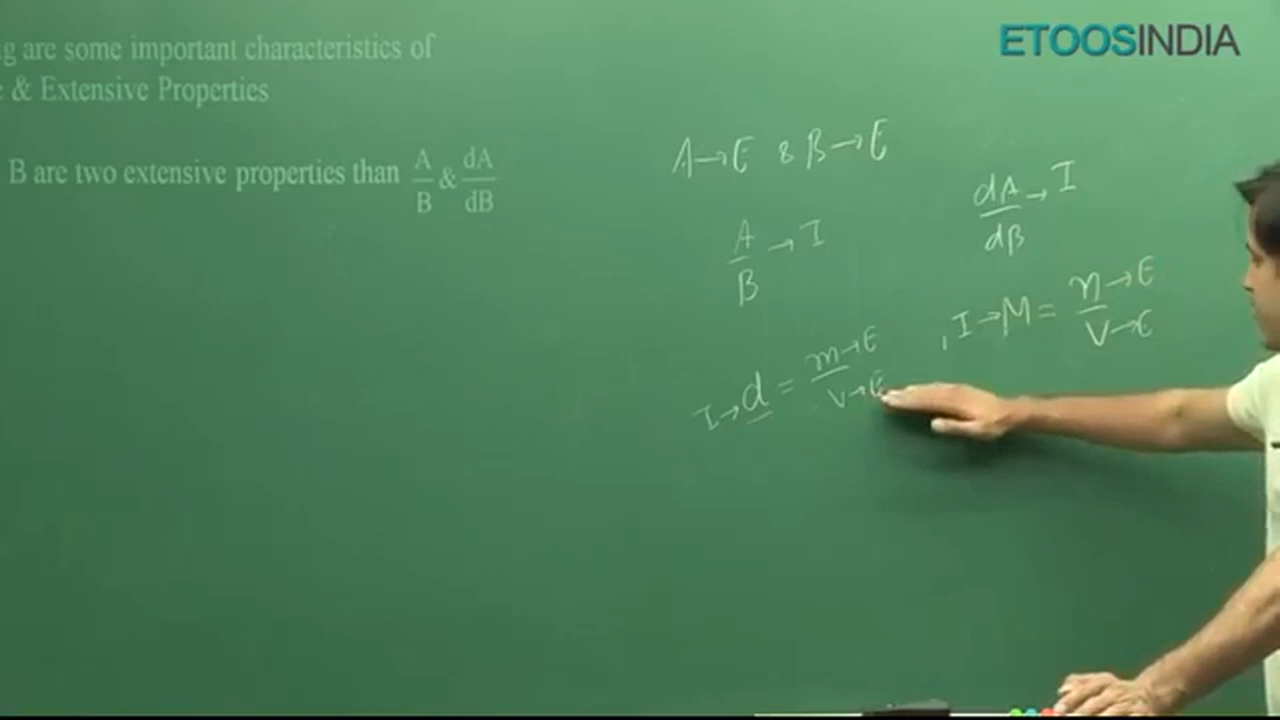 ETOOSINDIA
g are some important characteristics of
& Extensive Properties
B are two extensive properties than A/B & dA/dB
A→E & B→E
A/B → I
dA/dB → I
I→d = m→E / V→E
, I→M = n→E / V→E